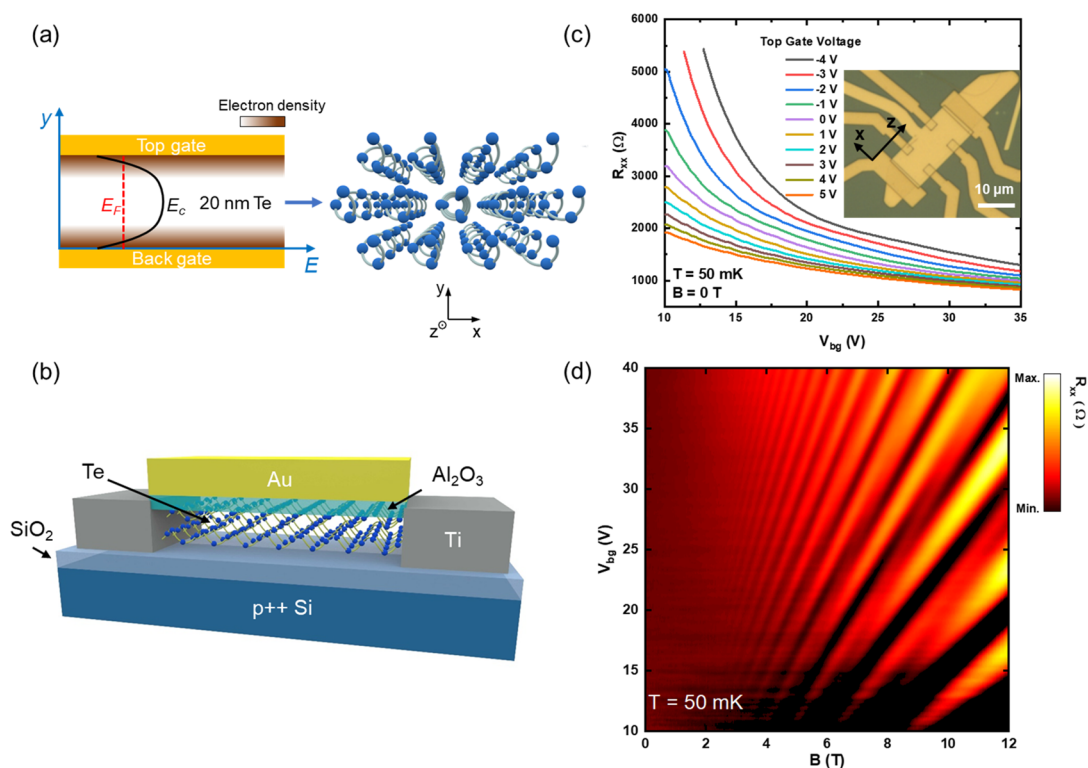 (a)
y
Electron density
Top gate
E_F
E_c
20 nm Te
Back gate
E
y
z
x
(b)
Te
Au
Al₂O₃
SiO₂
Ti
p++ Si
(c)
6000
5000
4000
3000
2000
1000
R_xx (Ω)
Top Gate Voltage
-4 V
-3 V
-2 V
-1 V
0 V
1 V
2 V
3 V
4 V
5 V
x
z
10 µm
T = 50 mK
B = 0 T
10 15 20 25 30 35
V_bg (V)
(d)
40
35
30
25
20
15
10
V_bg (V)
T = 50 mK
0 2 4 6 8 10 12
B (T)
Max.
Min.
R_xx (Ω)